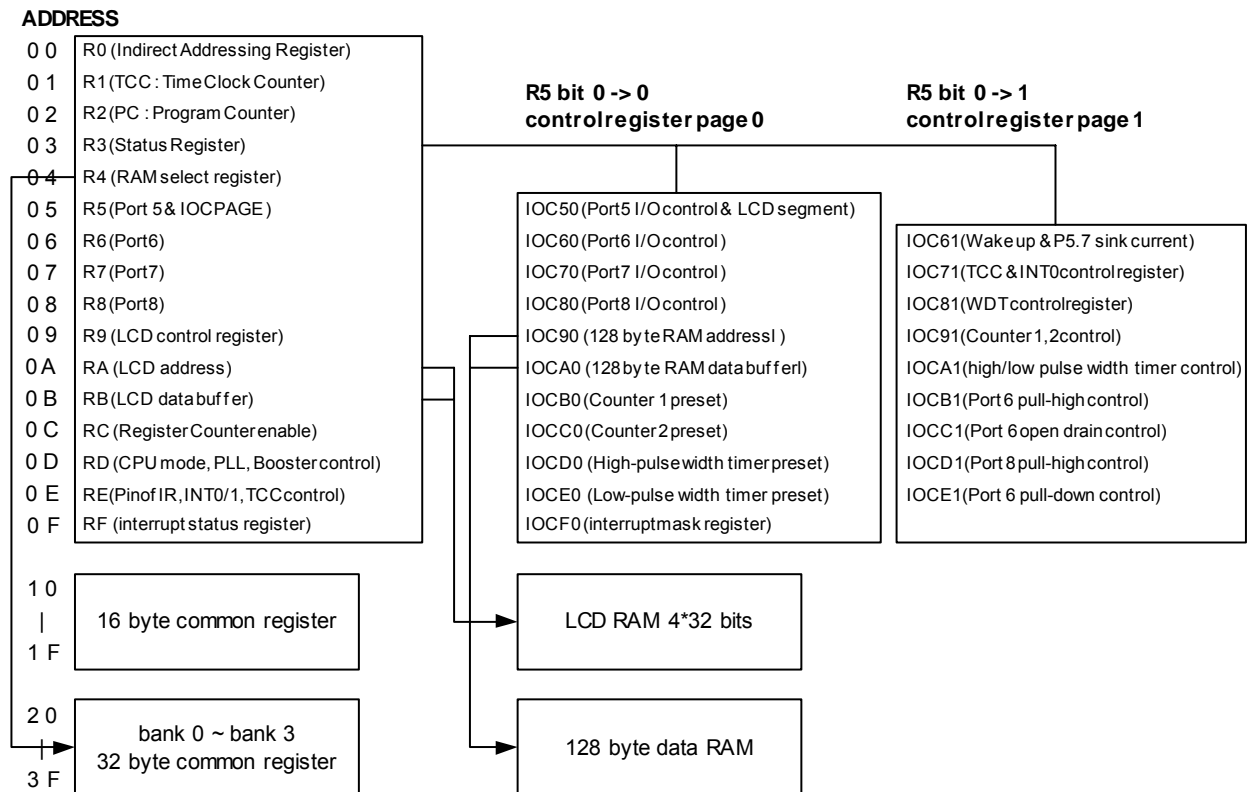 ADDRESS
0 0 R0 (Indirect Addressing Register)
0 1 R1 (TCC : Time Clock Counter)
0 2 R2 (PC : Program Counter)
0 3 R3 (Status Register)
0 4 R4 (RAM select register)
0 5 R5 (Port 5 & IOCPAGE )
0 6 R6 (Port6)
0 7 R7 (Port7)
0 8 R8 (Port8)
0 9 R9 (LCD control register)
0 A RA (LCD address)
0 B RB (LCD data buffer)
0 C RC (Register Counter enable)
0 D RD (CPU mode, PLL, Booster control)
0 E RE (Pin of IR, INT0/1, TCC control)
0 F RF (interrupt status register)
1 0
|
1 F
16 byte common register
2 0
|
3 F
bank 0 ~ bank 3
32 byte common register
R5 bit 0 -> 0
control register page 0
IOC50 (Port5 I/O control & LCD segment)
IOC60 (Port6 I/O control)
IOC70 (Port7 I/O control)
IOC80 (Port8 I/O control)
IOC90 (128 byte RAM addressl )
IOCA0 (128 byte RAM data bufferl)
IOCB0 (Counter 1 preset)
IOCC0 (Counter 2 preset)
IOCD0 (High-pulse width timer preset)
IOCE0 (Low-pulse width timer preset)
IOCF0 (interrupt mask register)
LCD RAM 4*32 bits
128 byte data RAM
R5 bit 0 -> 1
control register page 1
IOC61(Wake up & P5.7 sink current)
IOC71(TCC & INT0 control register)
IOC81(WDT control register)
IOC91(Counter 1,2 control)
IOCA1(high/low pulse width timer control)
IOCB1(Port 6 pull-high control)
IOCC1(Port 6 open drain control)
IOCD1(Port 8 pull-high control)
IOCE1(Port 6 pull-down control)